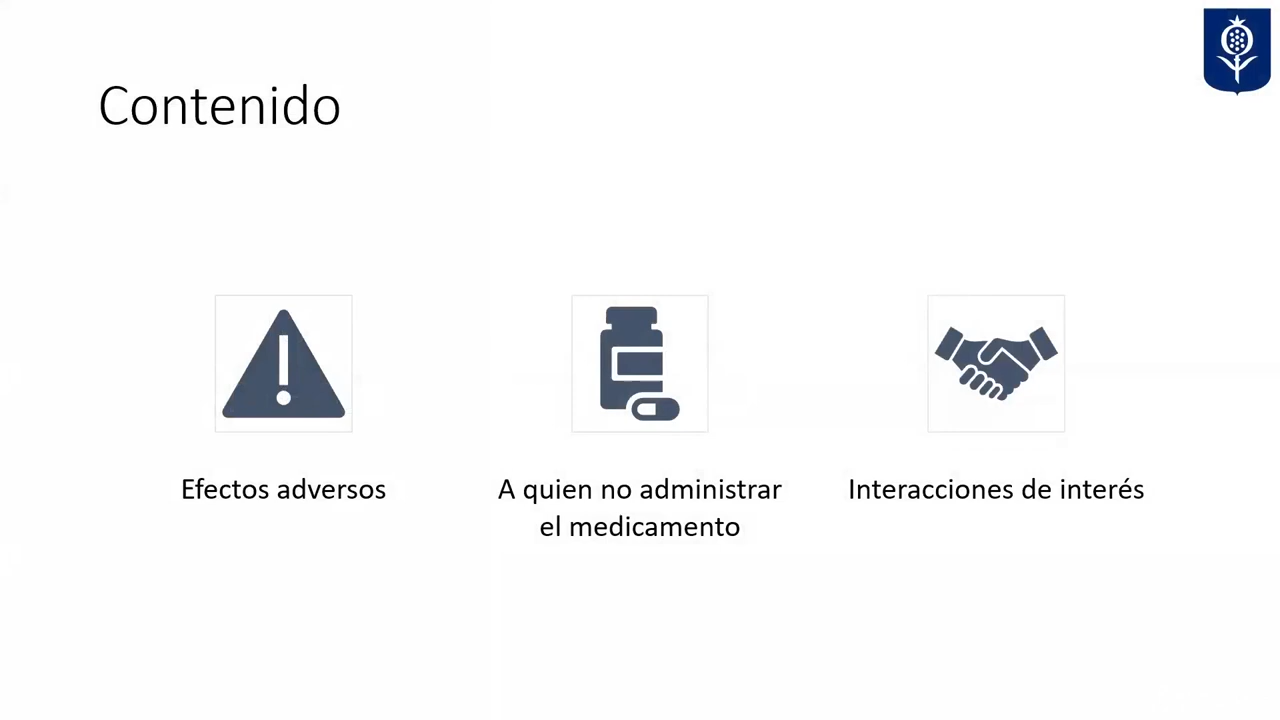 Contenido
Efectos adversos
A quien no administrar
el medicamento
Interacciones de interés